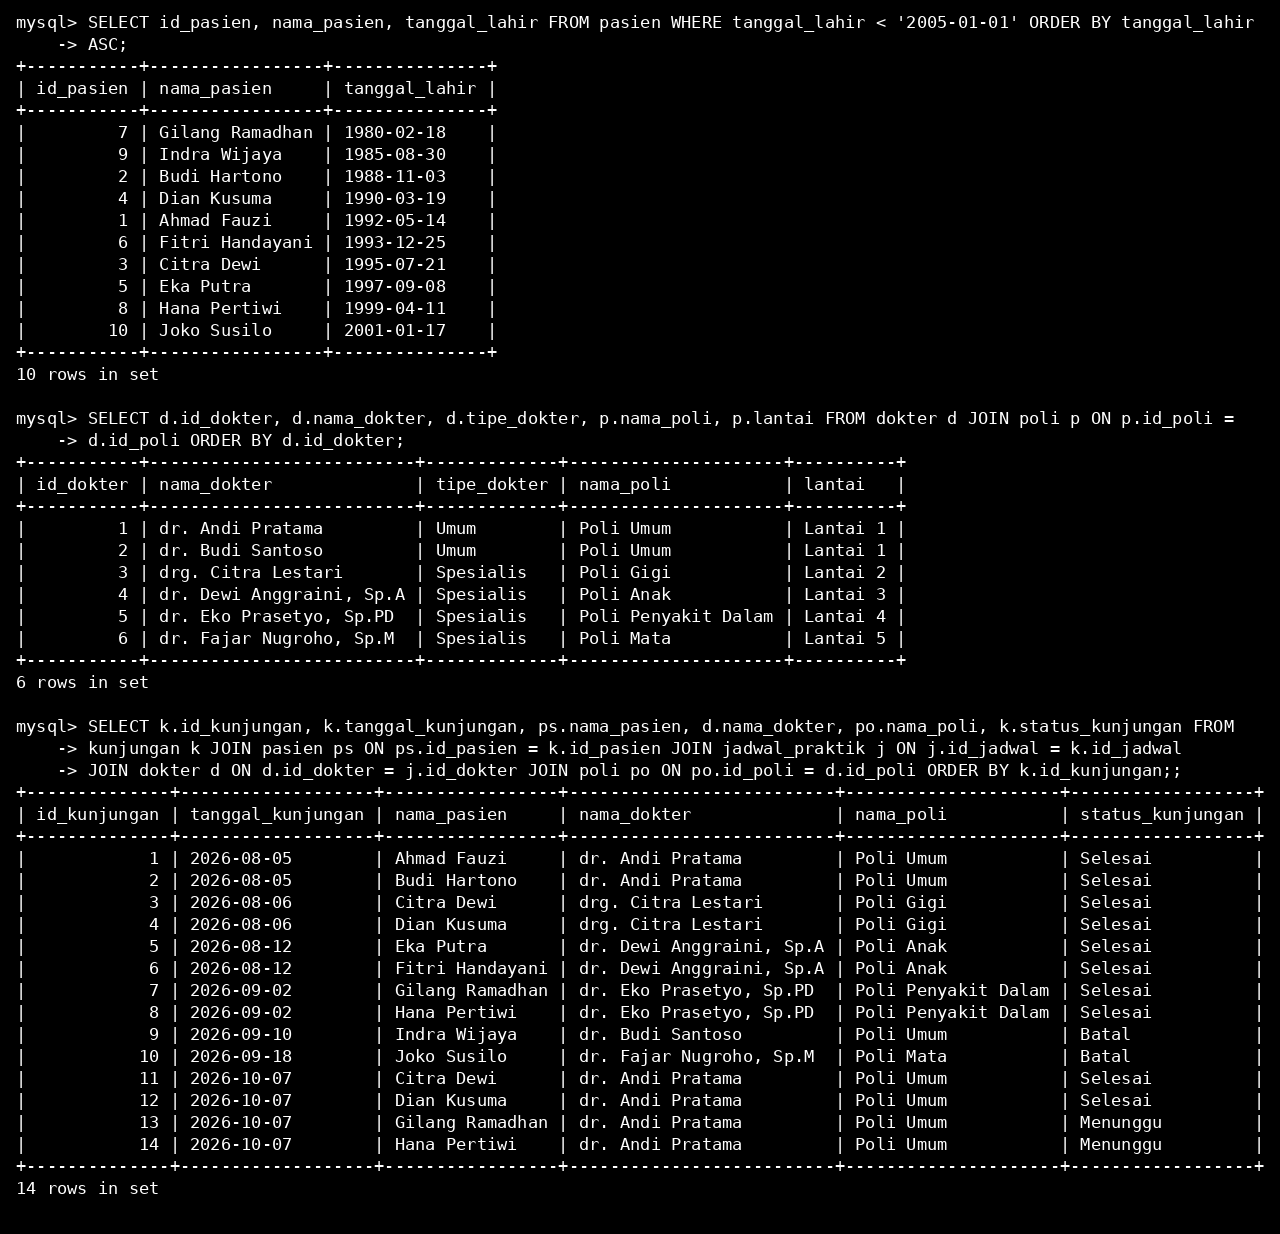 mysql> SELECT id_pasien, nama_pasien, tanggal_lahir FROM pasien WHERE tanggal_lahir < '2005-01-01' ORDER BY tanggal_lahir
    -> ASC;
+-----------+-----------------+---------------+
| id_pasien | nama_pasien     | tanggal_lahir |
+-----------+-----------------+---------------+
|         7 | Gilang Ramadhan | 1980-02-18    |
|         9 | Indra Wijaya    | 1985-08-30    |
|         2 | Budi Hartono    | 1988-11-03    |
|         4 | Dian Kusuma     | 1990-03-19    |
|         1 | Ahmad Fauzi     | 1992-05-14    |
|         6 | Fitri Handayani | 1993-12-25    |
|         3 | Citra Dewi      | 1995-07-21    |
|         5 | Eka Putra       | 1997-09-08    |
|         8 | Hana Pertiwi    | 1999-04-11    |
|        10 | Joko Susilo     | 2001-01-17    |
+-----------+-----------------+---------------+
10 rows in set

mysql> SELECT d.id_dokter, d.nama_dokter, d.tipe_dokter, p.nama_poli, p.lantai FROM dokter d JOIN poli p ON p.id_poli =
    -> d.id_poli ORDER BY d.id_dokter;
+-----------+--------------------------+-------------+---------------------+----------+
| id_dokter | nama_dokter              | tipe_dokter | nama_poli           | lantai   |
+-----------+--------------------------+-------------+---------------------+----------+
|         1 | dr. Andi Pratama         | Umum        | Poli Umum           | Lantai 1 |
|         2 | dr. Budi Santoso         | Umum        | Poli Umum           | Lantai 1 |
|         3 | drg. Citra Lestari       | Spesialis   | Poli Gigi           | Lantai 2 |
|         4 | dr. Dewi Anggraini, Sp.A | Spesialis   | Poli Anak           | Lantai 3 |
|         5 | dr. Eko Prasetyo, Sp.PD  | Spesialis   | Poli Penyakit Dalam | Lantai 4 |
|         6 | dr. Fajar Nugroho, Sp.M  | Spesialis   | Poli Mata           | Lantai 5 |
+-----------+--------------------------+-------------+---------------------+----------+
6 rows in set

mysql> SELECT k.id_kunjungan, k.tanggal_kunjungan, ps.nama_pasien, d.nama_dokter, po.nama_poli, k.status_kunjungan FROM
    -> kunjungan k JOIN pasien ps ON ps.id_pasien = k.id_pasien JOIN jadwal_praktik j ON j.id_jadwal = k.id_jadwal
    -> JOIN dokter d ON d.id_dokter = j.id_dokter JOIN poli po ON po.id_poli = d.id_poli ORDER BY k.id_kunjungan;;
+--------------+-------------------+-----------------+--------------------------+---------------------+------------------+
| id_kunjungan | tanggal_kunjungan | nama_pasien     | nama_dokter              | nama_poli           | status_kunjungan |
+--------------+-------------------+-----------------+--------------------------+---------------------+------------------+
|            1 | 2026-08-05        | Ahmad Fauzi     | dr. Andi Pratama         | Poli Umum           | Selesai          |
|            2 | 2026-08-05        | Budi Hartono    | dr. Andi Pratama         | Poli Umum           | Selesai          |
|            3 | 2026-08-06        | Citra Dewi      | drg. Citra Lestari       | Poli Gigi           | Selesai          |
|            4 | 2026-08-06        | Dian Kusuma     | drg. Citra Lestari       | Poli Gigi           | Selesai          |
|            5 | 2026-08-12        | Eka Putra       | dr. Dewi Anggraini, Sp.A | Poli Anak           | Selesai          |
|            6 | 2026-08-12        | Fitri Handayani | dr. Dewi Anggraini, Sp.A | Poli Anak           | Selesai          |
|            7 | 2026-09-02        | Gilang Ramadhan | dr. Eko Prasetyo, Sp.PD  | Poli Penyakit Dalam | Selesai          |
|            8 | 2026-09-02        | Hana Pertiwi    | dr. Eko Prasetyo, Sp.PD  | Poli Penyakit Dalam | Selesai          |
|            9 | 2026-09-10        | Indra Wijaya    | dr. Budi Santoso         | Poli Umum           | Batal            |
|           10 | 2026-09-18        | Joko Susilo     | dr. Fajar Nugroho, Sp.M  | Poli Mata           | Batal            |
|           11 | 2026-10-07        | Citra Dewi      | dr. Andi Pratama         | Poli Umum           | Selesai          |
|           12 | 2026-10-07        | Dian Kusuma     | dr. Andi Pratama         | Poli Umum           | Selesai          |
|           13 | 2026-10-07        | Gilang Ramadhan | dr. Andi Pratama         | Poli Umum           | Menunggu         |
|           14 | 2026-10-07        | Hana Pertiwi    | dr. Andi Pratama         | Poli Umum           | Menunggu         |
+--------------+-------------------+-----------------+--------------------------+---------------------+------------------+
14 rows in set